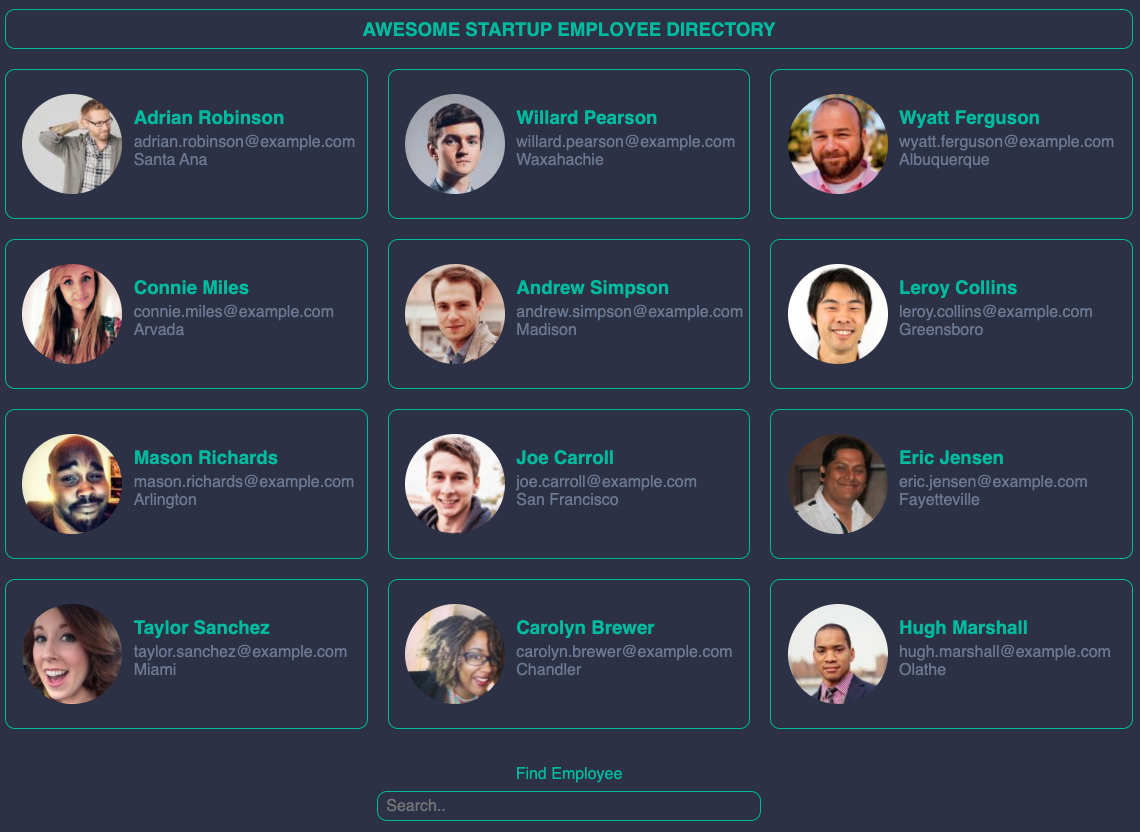 AWESOME STARTUP EMPLOYEE DIRECTORY
Adrian Robinson
adrian.robinson@example.com
Santa Ana
Willard Pearson
willard.pearson@example.com
Waxahachie
Wyatt Ferguson
wyatt.ferguson@example.com
Albuquerque
Connie Miles
connie.miles@example.com
Arvada
Andrew Simpson
andrew.simpson@example.com
Madison
Leroy Collins
leroy.collins@example.com
Greensboro
Mason Richards
mason.richards@example.com
Arlington
Joe Carroll
joe.carroll@example.com
San Francisco
Eric Jensen
eric.jensen@example.com
Fayetteville
Taylor Sanchez
taylor.sanchez@example.com
Miami
Carolyn Brewer
carolyn.brewer@example.com
Chandler
Hugh Marshall
hugh.marshall@example.com
Olathe
Find Employee
Search..